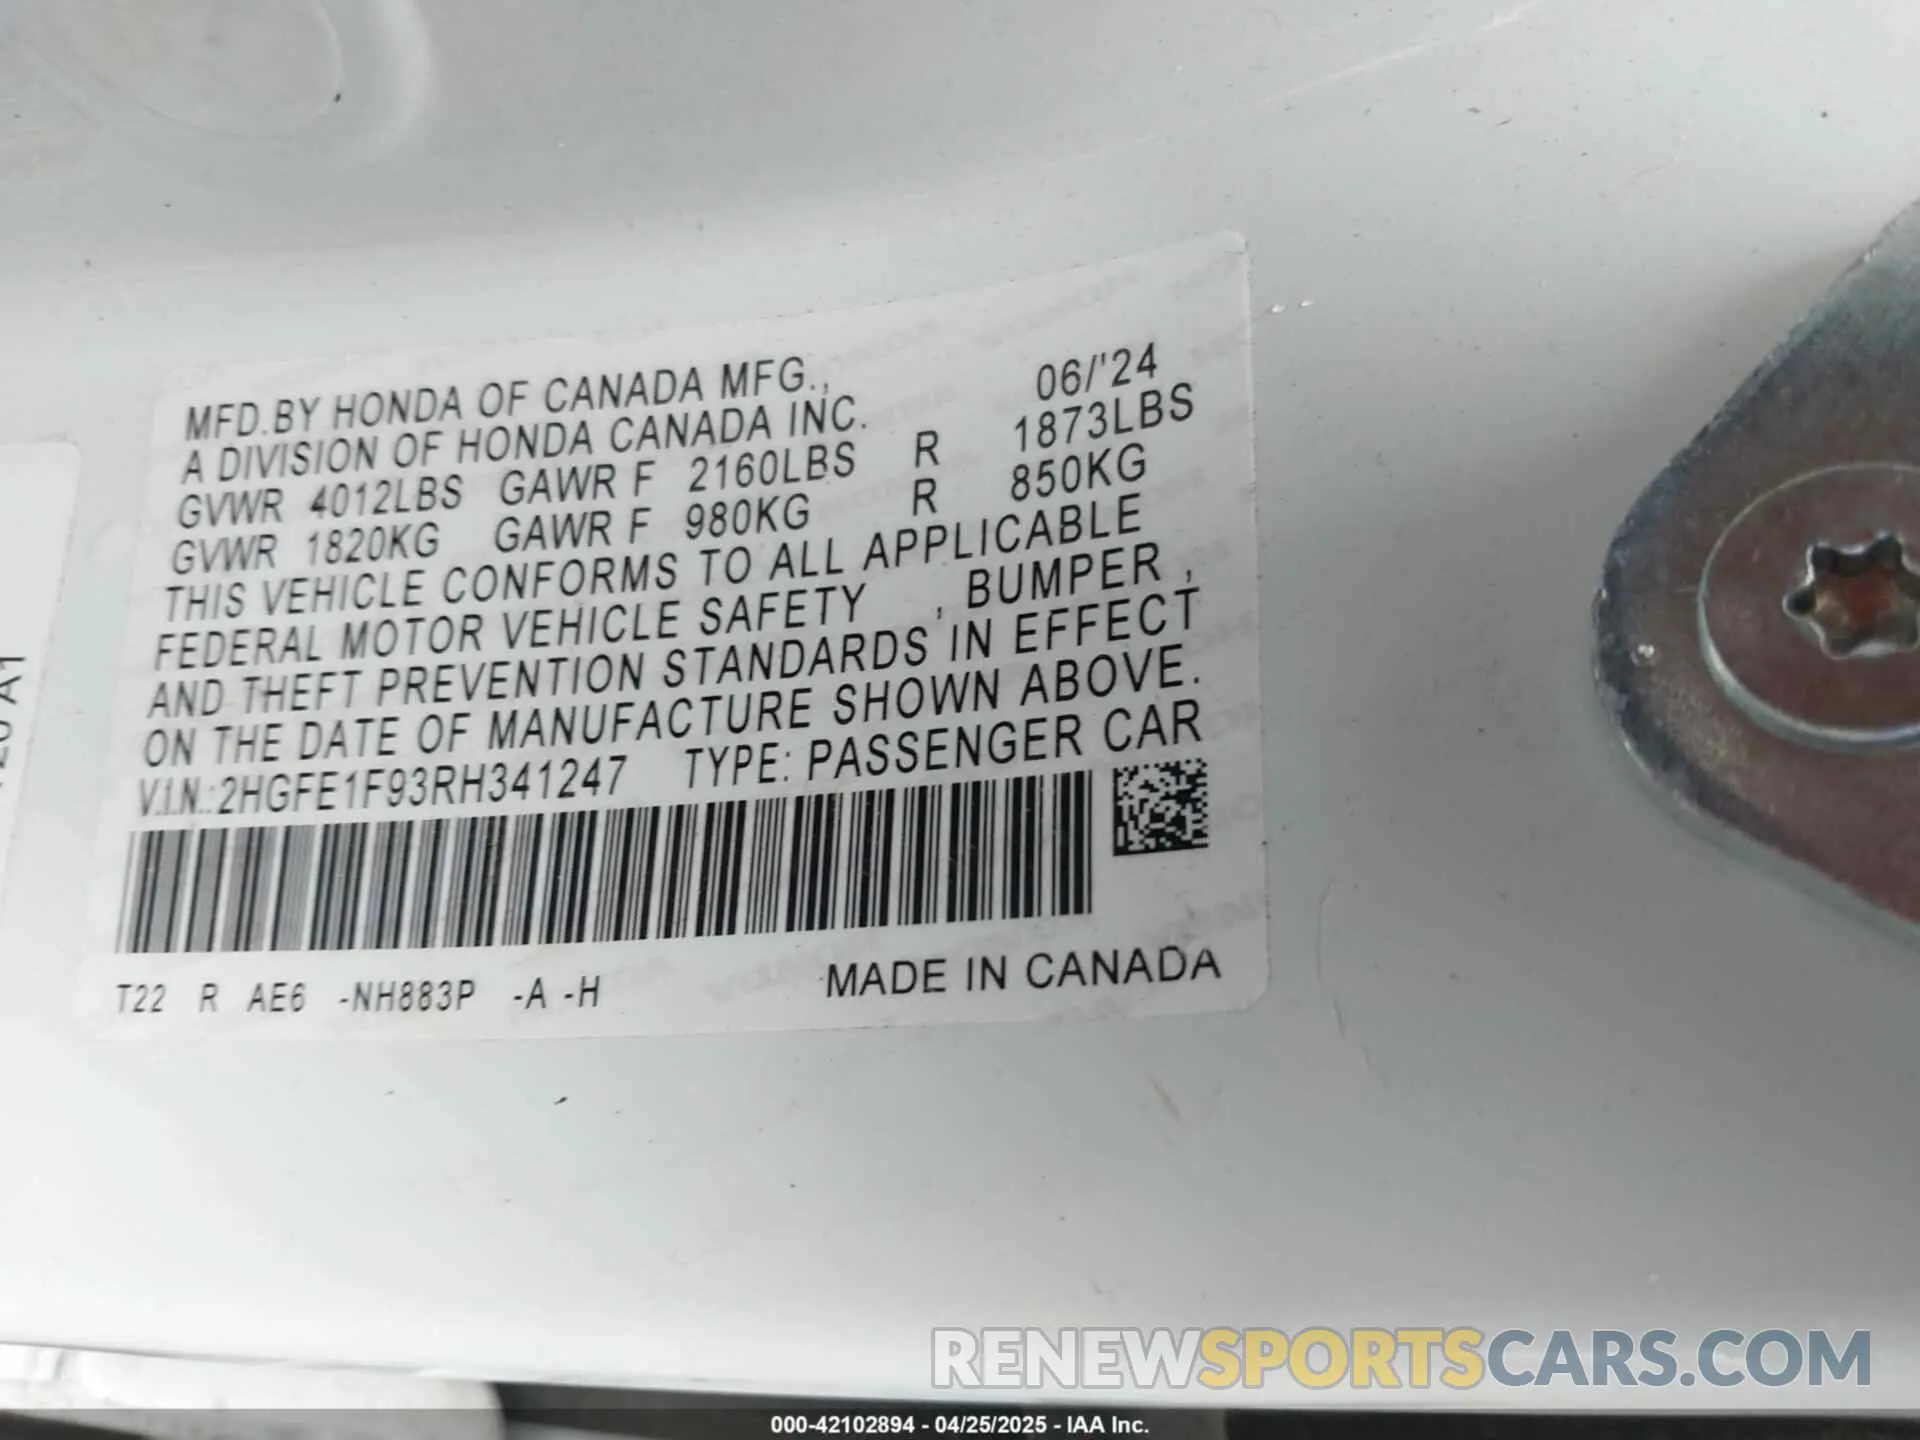 MFD.BY HONDA OF CANADA MFG.,
A DIVISION OF HONDA CANADA INC. 06/'24
GVWR 4012LBS GAWR F 2160LBS R 1873LBS
GVWR 1820KG GAWR F 980KG R 850KG
THIS VEHICLE CONFORMS TO ALL APPLICABLE
FEDERAL MOTOR VEHICLE SAFETY , BUMPER ,
AND THEFT PREVENTION STANDARDS IN EFFECT
ON THE DATE OF MANUFACTURE SHOWN ABOVE.
V.I.N.:2HGFE1F93RH341247 TYPE: PASSENGER CAR
T22 R AE6 -NH883P -A -H MADE IN CANADA
A1
RENEWSPORTSCARS.COM
000-42102894 - 04/25/2025 - IAA Inc.